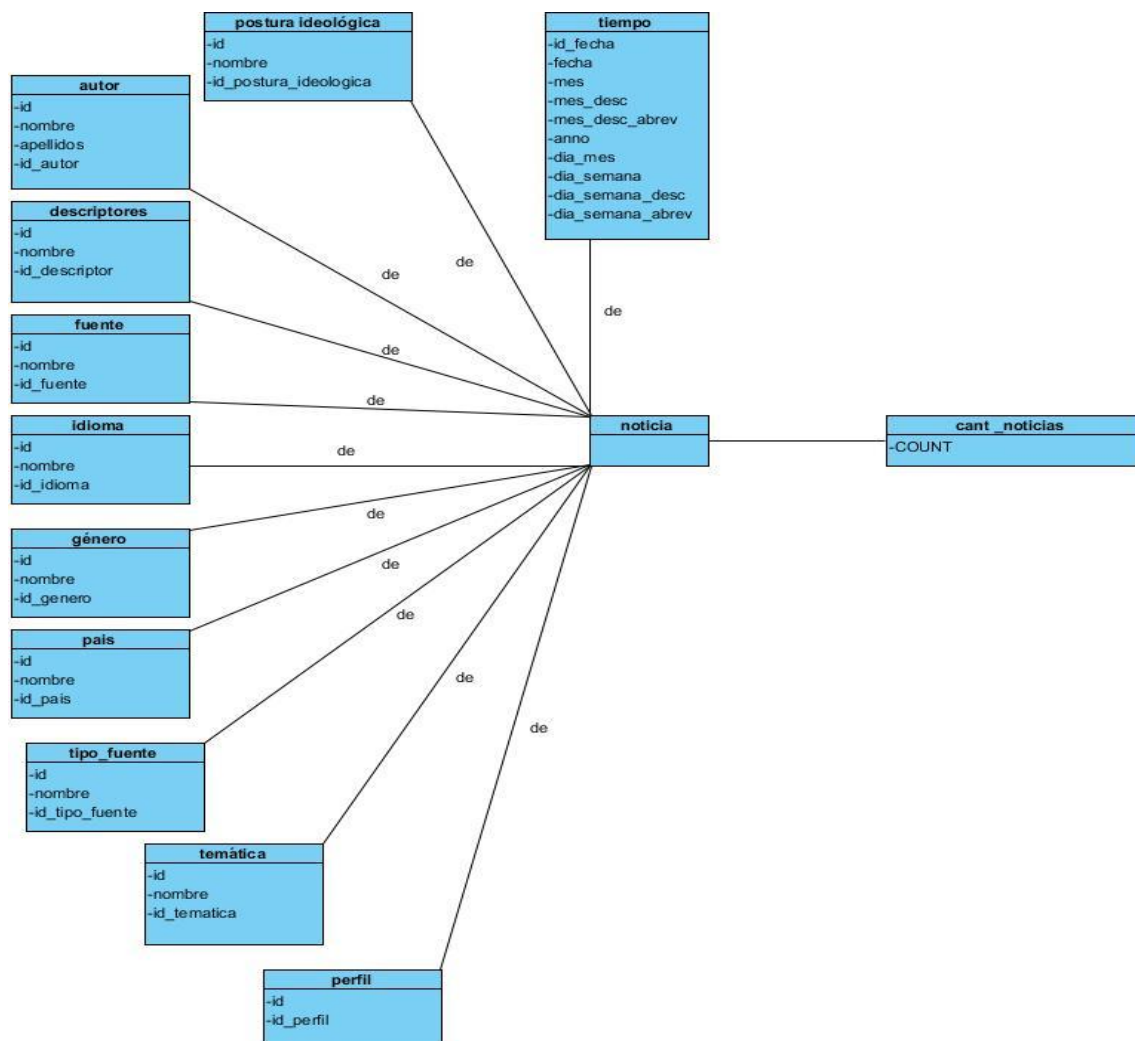 postura ideológica
-id
-nombre
-id_postura_ideologica
tiempo
-id_fecha
-fecha
-mes
-mes_desc
-mes_desc_abrev
-anno
-dia_mes
-dia_semana
-dia_semana_desc
-dia_semana_abrev
autor
-id
-nombre
-apellidos
-id_autor
descriptores
-id
-nombre
-id_descriptor
fuente
-id
-nombre
-id_fuente
idioma
-id
-nombre
-id_idioma
género
-id
-nombre
-id_genero
pais
-id
-nombre
-id_pais
tipo_fuente
-id
-nombre
-id_tipo_fuente
temática
-id
-nombre
-id_tematica
perfil
-id
-id_perfil
de
de
de
de
de
de
de
de
de
de
de
noticia
cant _noticias
-COUNT